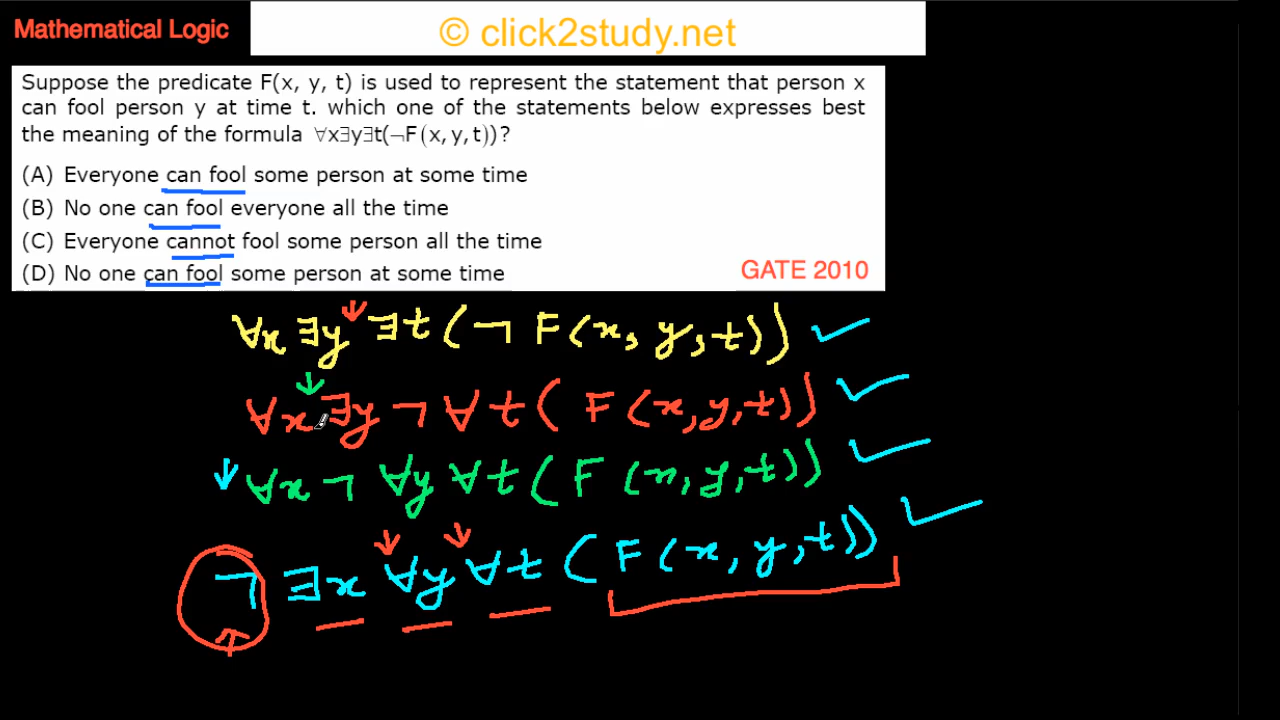 Mathematical Logic
© click2study.net
Suppose the predicate F(x, y, t) is used to represent the statement that person x
can fool person y at time t. which one of the statements below expresses best
the meaning of the formula ∀x∃y∃t(¬F(x,y,t))?
(A) Everyone can fool some person at some time
(B) No one can fool everyone all the time
(C) Everyone cannot fool some person all the time
(D) No one can fool some person at some time
GATE 2010
∀x ∃y ∃t (¬ F(x, y, t))
∀x ∃y ¬ ∀t (F(x,y,t))
∀x ¬ ∀y ∀t (F(x,y,t))
¬ ∃x ∀y ∀t (F(x, y, t))